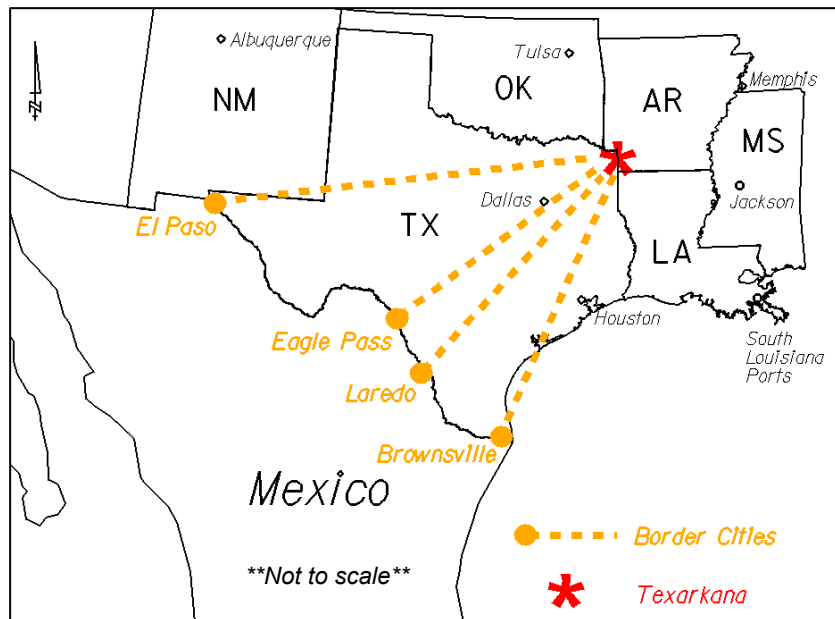 Albuquerque
Tulsa
N
NM
OK
AR
Memphis
MS
Dallas
Jackson
El Paso
TX
LA
Houston
Eagle Pass
South
Louisiana
Ports
Laredo
Brownsville
Mexico
Border Cities
**Not to scale**
Texarkana